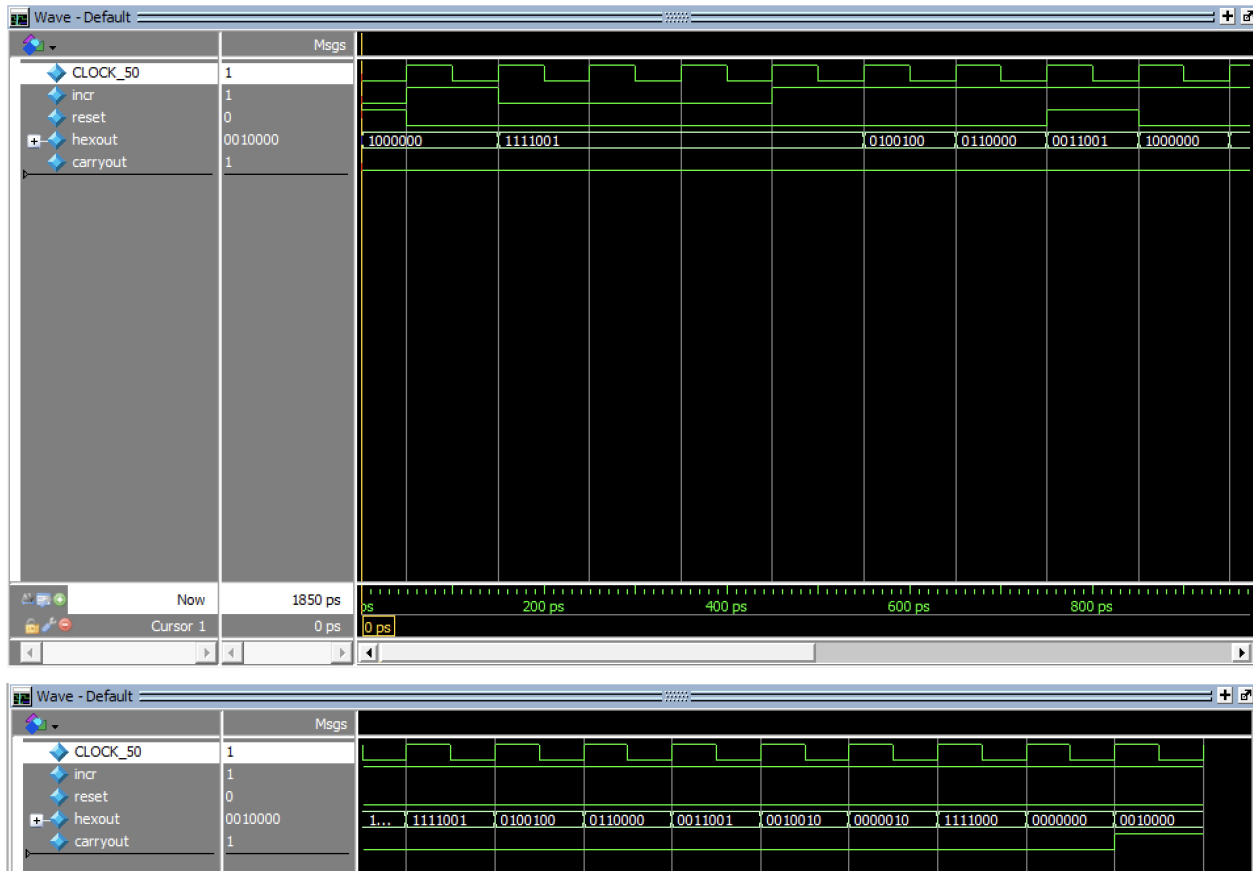 Wave - Default
Msgs
CLOCK_50 1
incr 1
reset 0
hexout 0010000 1000000 1111001 0100100 0110000 0011001 1000000
carryout 1
Now 1850 ps ps 200 ps 400 ps 600 ps 800 ps
Cursor 1 0 ps 0 ps
Wave - Default
Msgs
CLOCK_50 1
incr 1
reset 0
hexout 0010000 1... 1111001 0100100 0110000 0011001 0010010 0000010 1111000 0000000 0010000
carryout 1